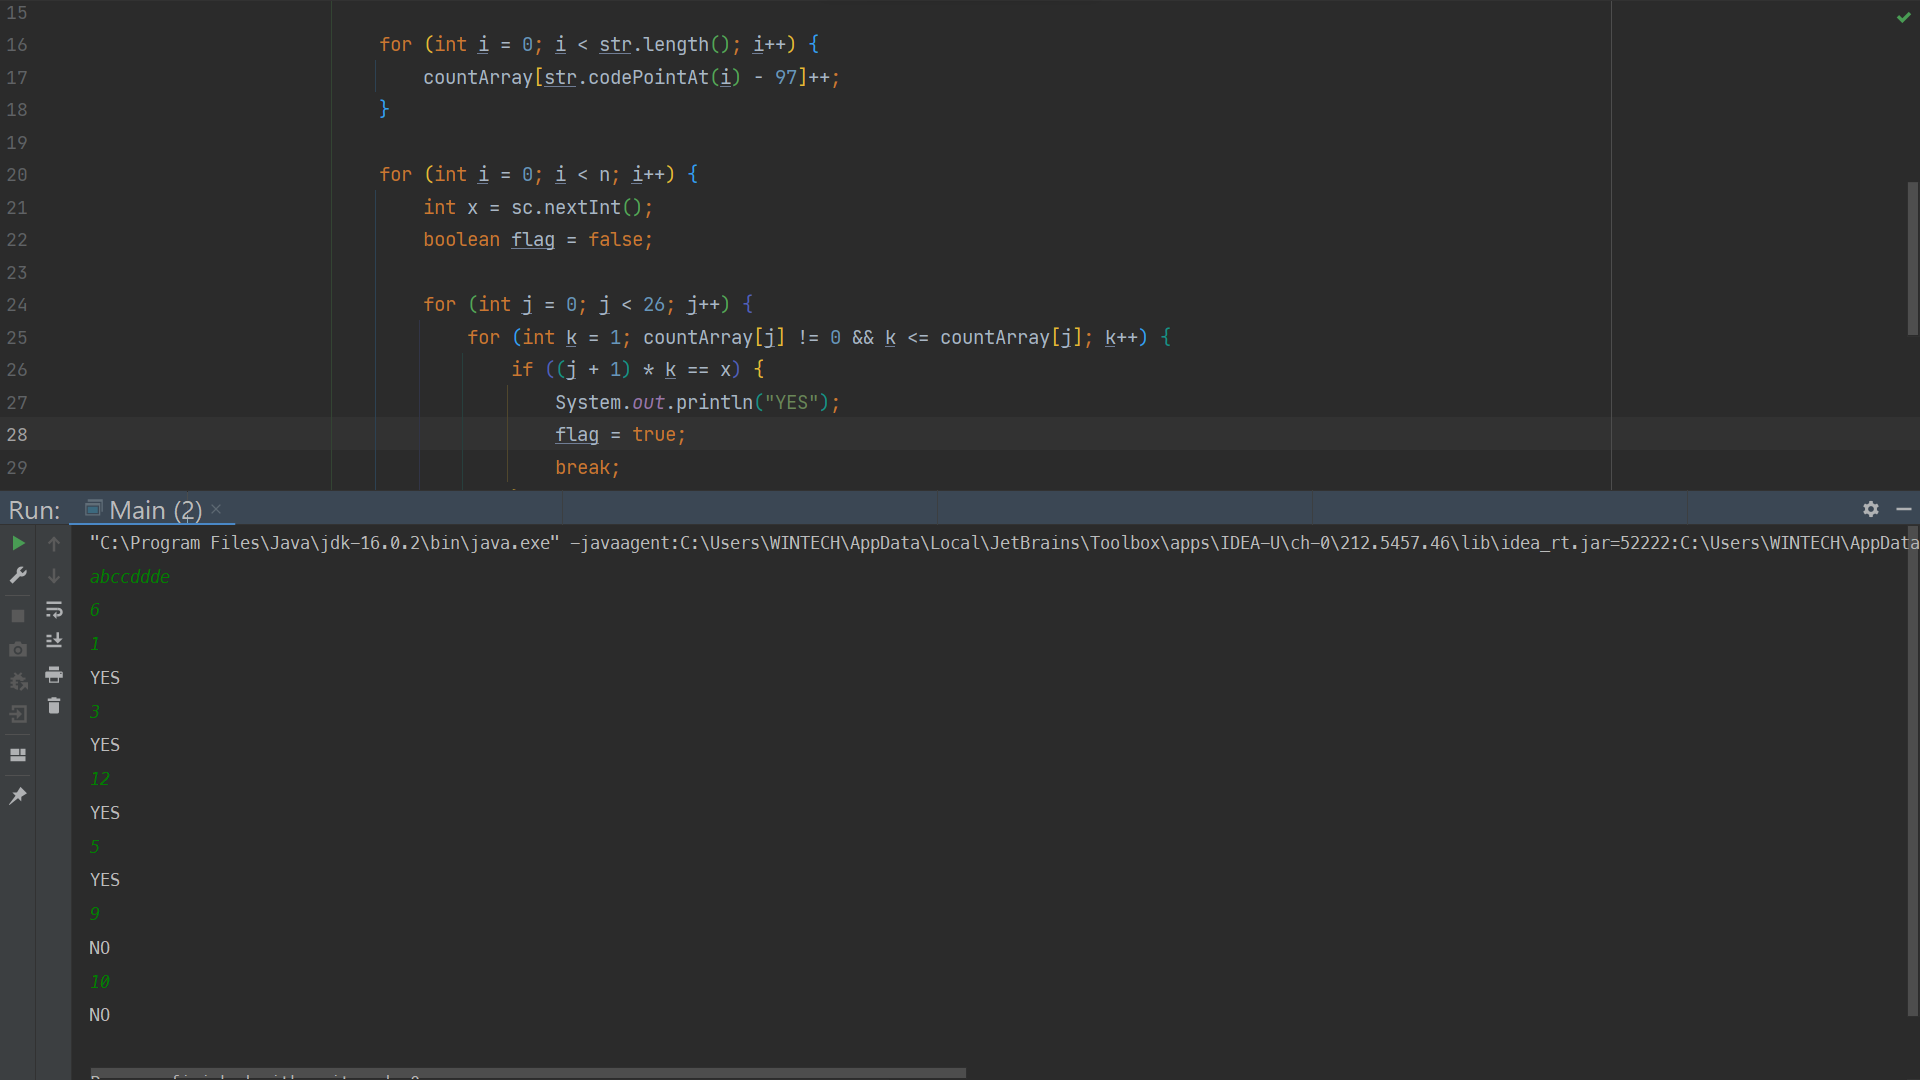 15
16 for (int i = 0; i < str.length(); i++) {
17 countArray[str.codePointAt(i) - 97]++;
18 }
19
20 for (int i = 0; i < n; i++) {
21 int x = sc.nextInt();
22 boolean flag = false;
23
24 for (int j = 0; j < 26; j++) {
25 for (int k = 1; countArray[j] != 0 && k <= countArray[j]; k++) {
26 if ((j + 1) * k == x) {
27 System.out.println("YES");
28 flag = true;
29 break;
Run: Main (2)
"C:\Program Files\Java\jdk-16.0.2\bin\java.exe" -javaagent:C:\Users\WINTECH\AppData\Local\JetBrains\Toolbox\apps\IDEA-U\ch-0\212.5457.46\lib\idea_rt.jar=52222:C:\Users\WINTECH\AppData
abccddde
6
1
YES
3
YES
12
YES
5
YES
9
NO
10
NO